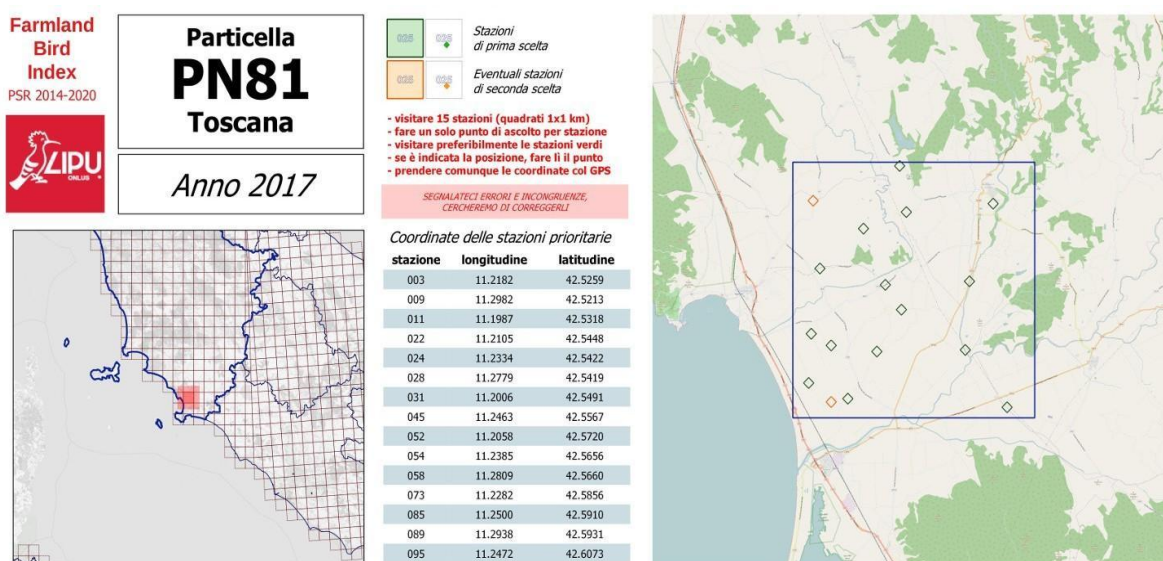 Farmland
Bird
Index
PSR 2014-2020
LIPU
ONLUS
Particella
PN81
Toscana
Anno 2017
025 025 Stazioni
di prima scelta
025 025 Eventuali stazioni
di seconda scelta
- visitare 15 stazioni (quadrati 1x1 km)
- fare un solo punto di ascolto per stazione
- visitare preferibilmente le stazioni verdi
- se è indicata la posizione, fare lì il punto
- prendere comunque le coordinate col GPS
SEGNALATECI ERRORI E INCONGRUENZE,
CERCHEREMO DI CORREGGERLI
Coordinate delle stazioni prioritarie
stazione longitudine latitudine
003 11.2182 42.5259
009 11.2982 42.5213
011 11.1987 42.5318
022 11.2105 42.5448
024 11.2334 42.5422
028 11.2779 42.5419
031 11.2006 42.5491
045 11.2463 42.5567
052 11.2058 42.5720
054 11.2385 42.5656
058 11.2809 42.5660
073 11.2282 42.5856
085 11.2500 42.5910
089 11.2938 42.5931
095 11.2472 42.6073